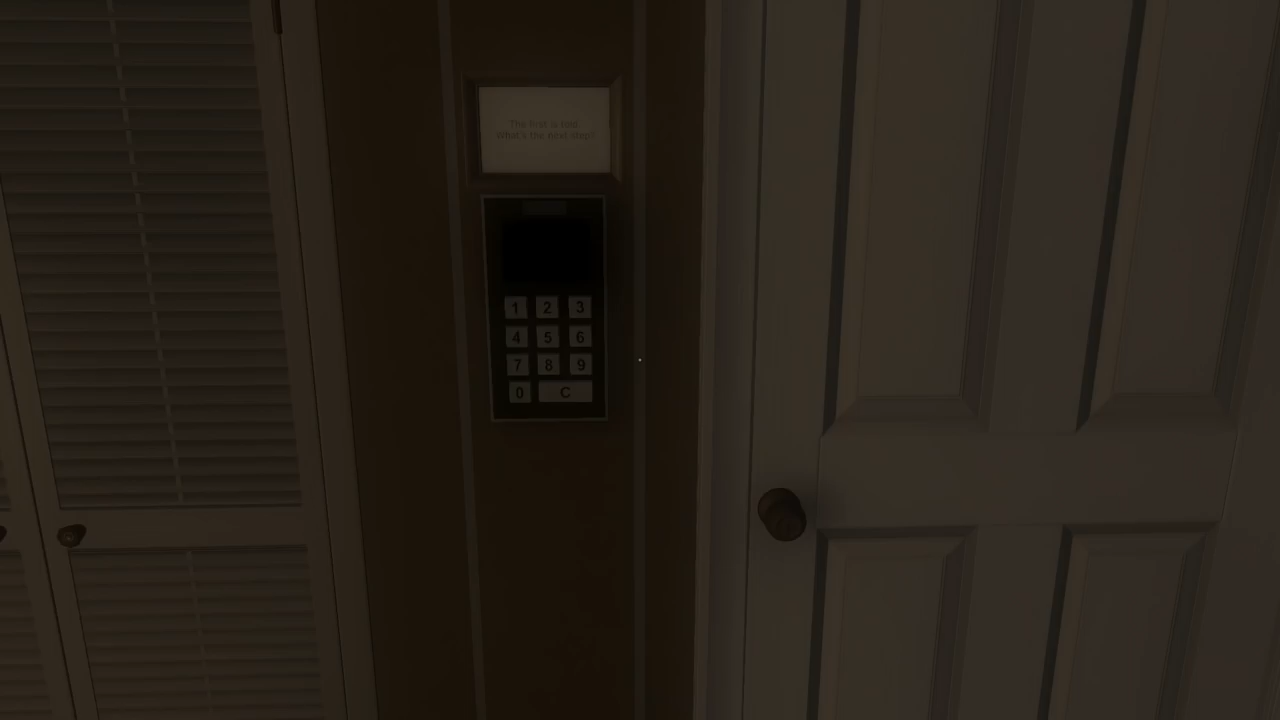 The first is told.
What's the next step?
1 2 3
4 5 6
7 8 9
0 C